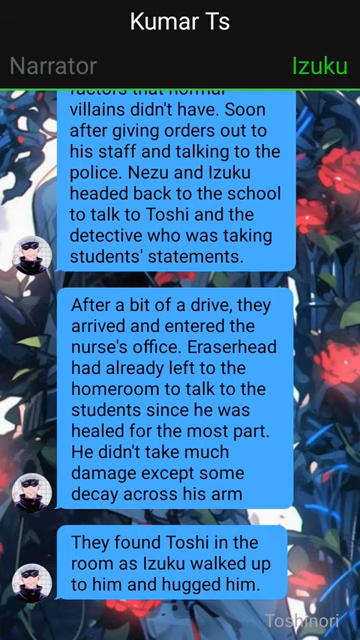 Kumar Ts
Narrator
Izuku
factors that normal
villains didn't have. Soon
after giving orders out to
his staff and talking to the
police. Nezu and Izuku
headed back to the school
to talk to Toshi and the
detective who was taking
students' statements.
After a bit of a drive, they
arrived and entered the
nurse's office. Eraserhead
had already left to the
homeroom to talk to the
students since he was
healed for the most part.
He didn't take much
damage except some
decay across his arm
They found Toshi in the
room as Izuku walked up
to him and hugged him.
Toshinori